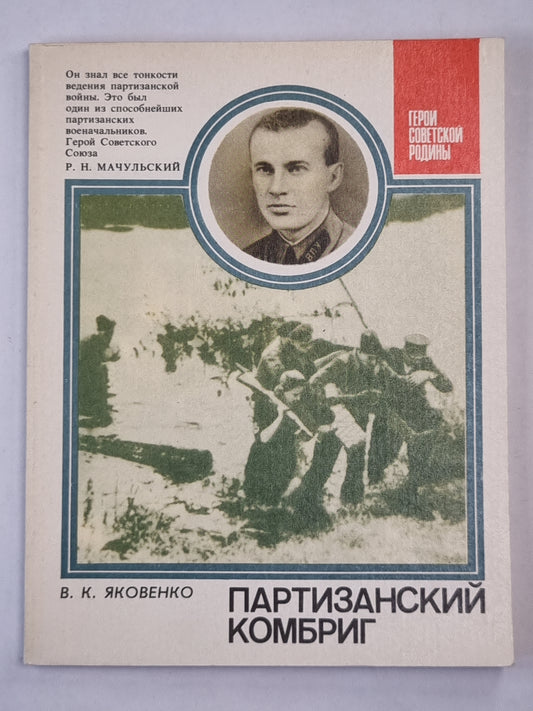 Он знал все тонкости
ведения партизанской
войны. Это был
один из способнейших
партизанских
военачальников.
Герой Советского
Союза
Р. Н. МАЧУЛЬСКИЙ
ГЕРОИ
СОВЕТСКОЙ
РОДИНЫ
ВПУ
В. К. ЯКОВЕНКО
ПАРТИЗАНСКИЙ
КОМБРИГ